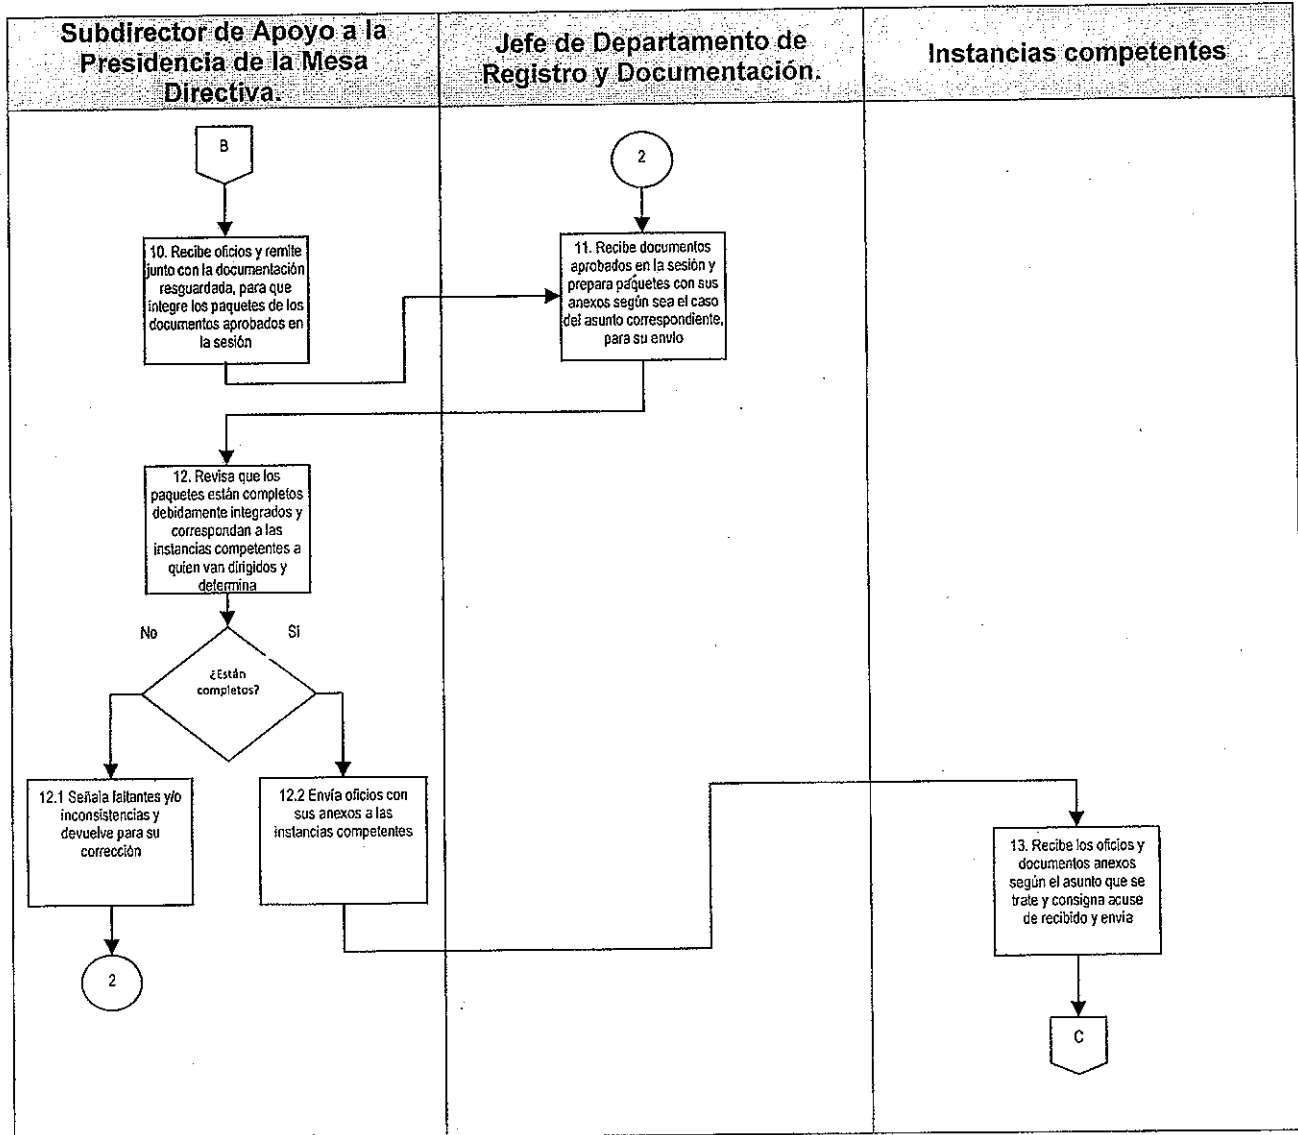 Subdirector de Apoyo a la
Presidencia de la Mesa
Directiva.
Jefe de Departamento de
Registro y Documentación.
Instancias competentes
B
2
10. Recibe oficios y remite
junto con la documentación
resguardada, para que
integre los paquetes de los
documentos aprobados en
la sesión
11. Recibe documentos
aprobados en la sesión y
prepara paquetes con sus
anexos según sea el caso
del asunto correspondiente,
para su envio
12. Revisa que los
paquetes están completos
debidamente integrados y
correspondan a las
instancias competentes a
quien van dirigidos y
determina
No
Si
¿Están
completos?
12.1 Señala faltantes y/o
inconsistencias y
devuelve para su
corrección
12.2 Envía oficios con
sus anexos a las
instancias competentes
13. Recibe los oficios y
documentos anexos
según el asunto que se
trate y consigna acuse
de recibido y envia
2
C